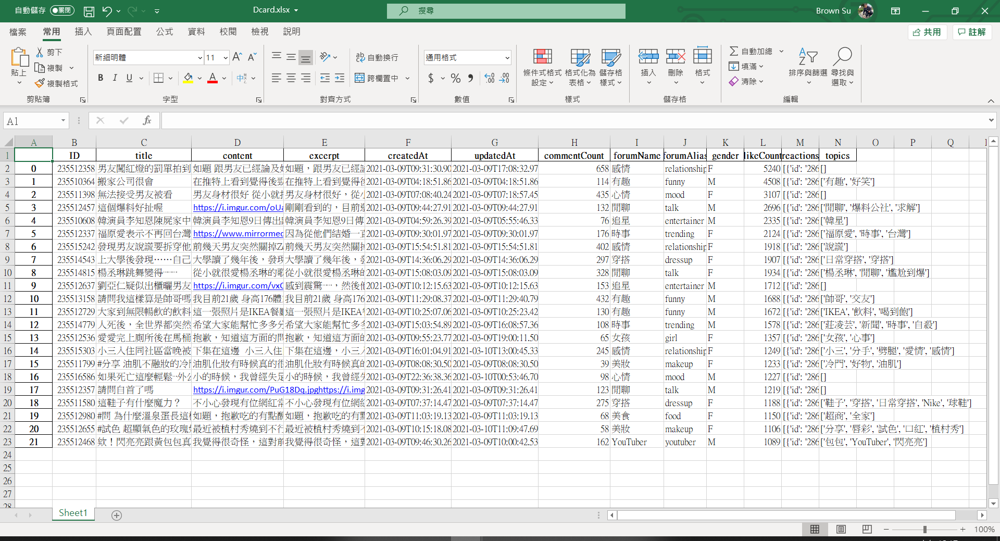 自動儲存 關閉 Dcard.xlsx 搜尋 Brown Su
檔案 常用 插入 頁面配置 公式 資料 校閱 檢視 說明 共用 註解
貼上 剪下 複製 複製格式 剪貼簿
新細明體 11 A A B I U A 中 字型
ab 自動換行 跨欄置中 對齊方式
通用格式 $ % 數值
條件式格式設定 格式化為表格 儲存格樣式 樣式
插入 刪除 格式 儲存格
自動加總 填滿 清除 排序與篩選 尋找與選取 編輯
A1 fx
A B C D E F G H I J K L M N O P Q
1 ID title content excerpt createdAt updatedAt commentCount forumName forumAlias gender likeCount reactions topics
2 0 235512358 男友闖紅燈的罰單拍到 如題 跟男友已經論及 如題，跟男友已經 2021-03-09T09:31:30.90 2021-03-09T17:08:32.97 658 感情 relationship F 5240 [{'id': '286 []
3 1 235510364 搬家公司很會 在推特上看到覺得後 在推特上看到覺得 2021-03-09T04:18:51.86 2021-03-09T04:18:51.86 114 有趣 funny M 4508 [{'id': '286 ['有趣', '好笑']
4 2 235511398 無法接受男友被看 男友身材很好 從小就 男友身材很好，從小 2021-03-09T07:08:40.24 2021-03-09T07:18:57.45 435 心情 mood F 3107 [{'id': '286 []
5 3 235512457 這個爆料好扯喔 https://i.imgur.com/oUa 剛剛看到的，目前 2021-03-09T09:44:27.91 2021-03-09T09:44:27.91 132 閒聊 talk M 2696 [{'id': '286 ['閒聊', '爆料公社', '求解']
6 4 235510608 韓演員李知恩陳屍家中 韓演員李知恩9日傳出 韓演員李知恩9日傳 2021-03-09T04:59:26.39 2021-03-09T05:55:46.33 76 追星 entertainer M 2335 [{'id': '286 ['韓星']
7 5 235512337 福原愛表示不再回台灣 https://www.mirrormed 因為從他們結婚一直 2021-03-09T09:30:01.97 2021-03-09T09:30:01.97 176 時事 trending F 2124 [{'id': '286 ['福原愛', '時事', '台灣']
8 6 235515242 發現男友說謊要拆穿他 前幾天男友突然關掉Z 前幾天男友突然關掉 2021-03-09T15:54:51.81 2021-03-09T15:54:51.81 402 感情 relationship F 1918 [{'id': '286 ['說謊']
9 7 235514543 上大學後發現……自己 大學讀了幾年後，發現 大學讀了幾年後， 2021-03-09T14:36:06.29 2021-03-09T14:36:06.29 297 穿搭 dressup F 1907 [{'id': '286 ['日常穿搭', '穿搭']
10 8 235514815 楊丞琳跳舞變得…… 從小就很愛楊丞琳的歌 從小就很愛楊丞琳的 2021-03-09T15:08:03.09 2021-03-09T15:08:03.09 328 閒聊 talk F 1934 [{'id': '286 ['楊丞琳', '閒聊', '尷尬到爆']
11 9 235512637 劉亞仁疑似出櫃曬男友 https://i.imgur.com/vxC 感到震驚…，然後他 2021-03-09T10:12:15.63 2021-03-09T10:12:15.63 153 追星 entertainer M 1712 [{'id': '286 []
12 10 235513158 請問我這樣算是帥哥嗎 我目前21歲 身高176體 我目前21歲 身高176 2021-03-09T11:29:08.37 2021-03-09T11:29:40.79 432 有趣 funny M 1688 [{'id': '286 ['帥哥', '交友']
13 11 235512729 大家到無限暢飲的飲料 這一張照片是IKEA餐 這一張照片是IKEA 2021-03-09T10:25:07.06 2021-03-09T10:25:23.42 130 有趣 funny M 1672 [{'id': '286 ['IKEA', '飲料', '喝到飽']
14 12 235514779 人死後，全世界都突然 希望大家能幫忙多多分 希望大家能幫忙多多 2021-03-09T15:03:54.89 2021-03-09T16:08:57.36 108 時事 trending M 1578 [{'id': '286 ['莊凌芸', '新聞', '時事', '自殺']
15 13 235512536 愛愛完上廁所後在馬桶 抱歉，知道這方面的問 抱歉，知道這方面的 2021-03-09T09:55:23.77 2021-03-09T19:00:11.50 65 女孩 girl F 1357 [{'id': '286 ['女孩', '心事']
16 14 235515303 小三入住同社區當晚被 下集在這邊 小三入住 下集在這邊，小三入 2021-03-09T16:01:04.91 2021-03-10T13:00:45.33 245 感情 relationship F 1249 [{'id': '286 ['小三', '分手', '劈腿', '愛情', '感情']
17 15 235511799 #分享 油肌不融妝的冷門 油肌化妝有時候真的很 油肌化妝有時候真的 2021-03-09T08:08:30.50 2021-03-09T08:08:30.50 39 美妝 makeup F 1233 [{'id': '286 ['冷門', '好物', '油肌']
18 16 235516586 如果死亡這麼輕鬆…外公 小的時候，我曾經失足 小的時候，我曾經失 2021-03-09T22:36:38.36 2021-03-10T00:53:46.70 98 心情 mood M 1227 [{'id': '286 []
19 17 235512357 請問自首了嗎 https://i.imgur.com/PuG18Dq.jpghttps://i.img 2021-03-09T09:31:26.41 2021-03-09T09:31:26.41 123 閒聊 talk M 1219 [{'id': '286 []
20 18 235511580 這鞋子有什麼魔力？ 不小心發現有位網紅常 不小心發現有位網紅 2021-03-09T07:37:14.47 2021-03-09T07:37:14.47 275 穿搭 dressup F 1188 [{'id': '286 ['鞋子', '穿搭', '日常穿搭', 'Nike', '球鞋']
21 19 235512980 #問 為什麼溫泉蛋長這樣 如題，抱歉吃的有點醜 如題，抱歉吃的有點 2021-03-09T11:03:19.13 2021-03-09T11:03:19.13 68 美食 food F 1150 [{'id': '286 ['超商', '全家']
22 20 235512655 #試色 超顯氣色的玫瑰 最近被植村秀燒到不行 最近被植村秀燒到不 2021-03-09T10:15:18.08 2021-03-10T11:09:47.69 58 美妝 makeup F 1106 [{'id': '286 ['分享', '唇彩', '試色', '口紅', '植村秀']
23 21 235512468 欸！閃亮亮跟黃包包真 我覺得很奇怪，這對前 我覺得很奇怪，這對 2021-03-09T09:46:30.26 2021-03-09T10:00:42.53 162 YouTuber youtuber M 1089 [{'id': '286 ['包包', 'YouTuber', '閃亮亮']
24
25
26
27
28
Sheet1
100%